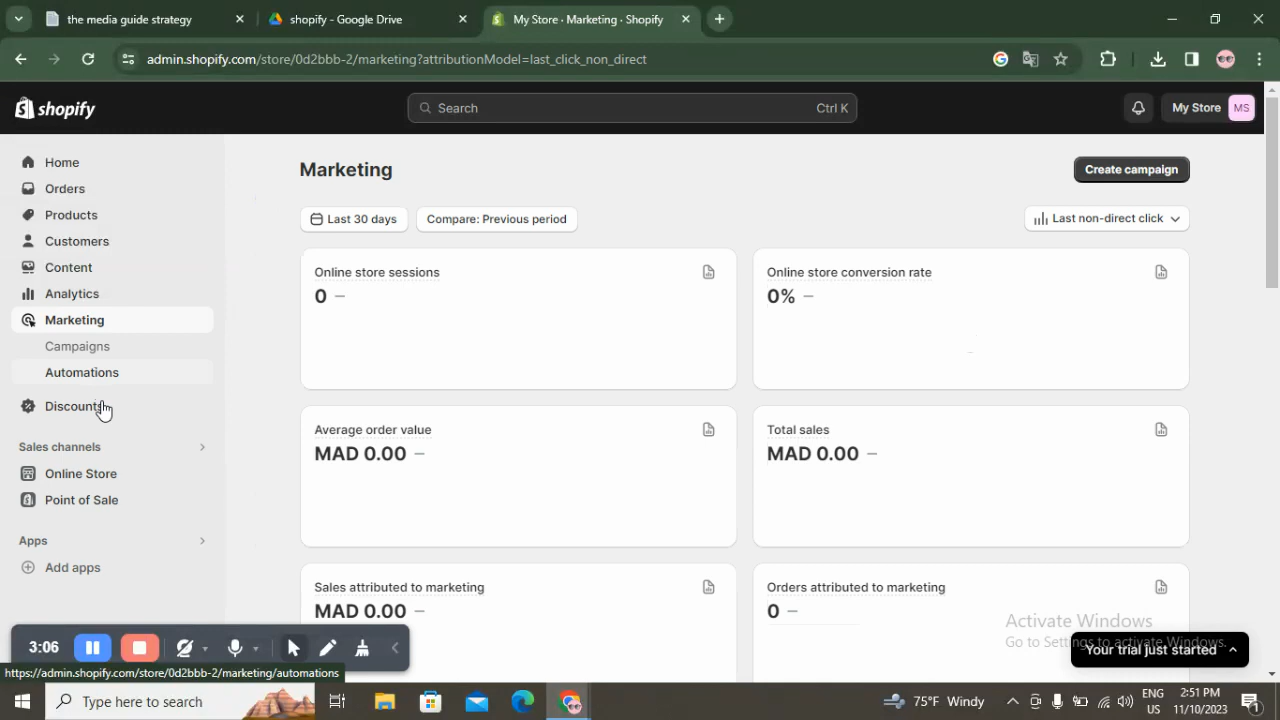 the media guide strategy
shopify - Google Drive
My Store · Marketing · Shopify
admin.shopify.com/store/0d2bbb-2/marketing?attributionModel=last_click_non_direct
shopify
Search
Ctrl K
My Store
MS
Home
Orders
Products
Customers
Content
Analytics
Marketing
Campaigns
Automations
Discounts
Sales channels
Online Store
Point of Sale
Apps
Add apps
Marketing
Create campaign
Last 30 days
Compare: Previous period
Last non-direct click
Online store sessions
0 –
Online store conversion rate
0% –
Average order value
MAD 0.00 –
Total sales
MAD 0.00 –
Sales attributed to marketing
MAD 0.00 –
Orders attributed to marketing
0 –
Activate Windows
Go to Settings to activate Windows.
Your trial just started
3:06
https://admin.shopify.com/store/0d2bbb-2/marketing/automations
Type here to search
75°F Windy
ENG
US
2:51 PM
11/10/2023
1